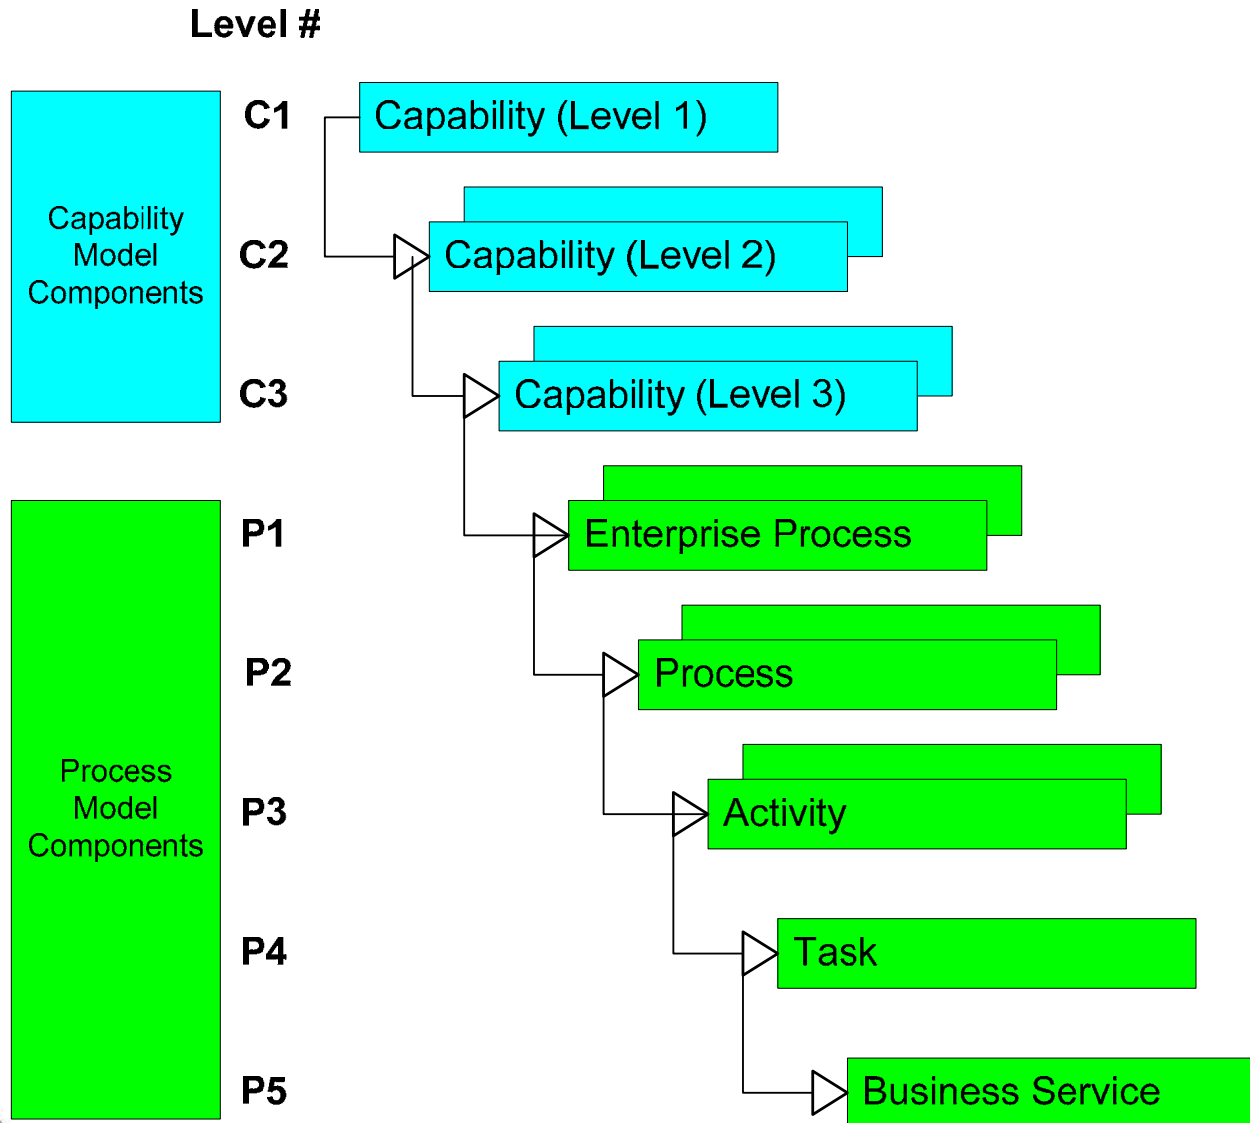 Level #
C1
Capability (Level 1)
Capability
Model
Components
C2
Capability (Level 2)
C3
Capability (Level 3)
P1
Enterprise Process
P2
Process
Process
Model
Components
P3
Activity
P4
Task
P5
Business Service